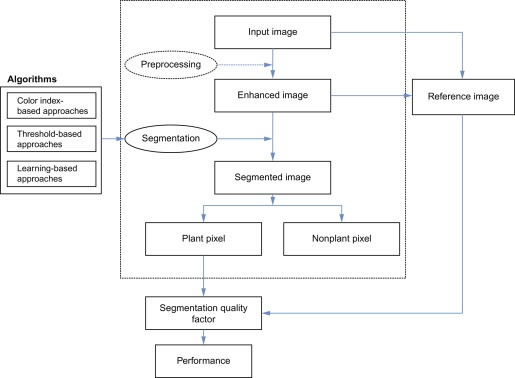 Input image
Preprocessing
Algorithms
Enhanced image
Reference image
Color index-
based approaches
Threshold-based
approaches
Segmentation
Learning-based
approaches
Segmented image
Plant pixel
Nonplant pixel
Segmentation quality
factor
Performance